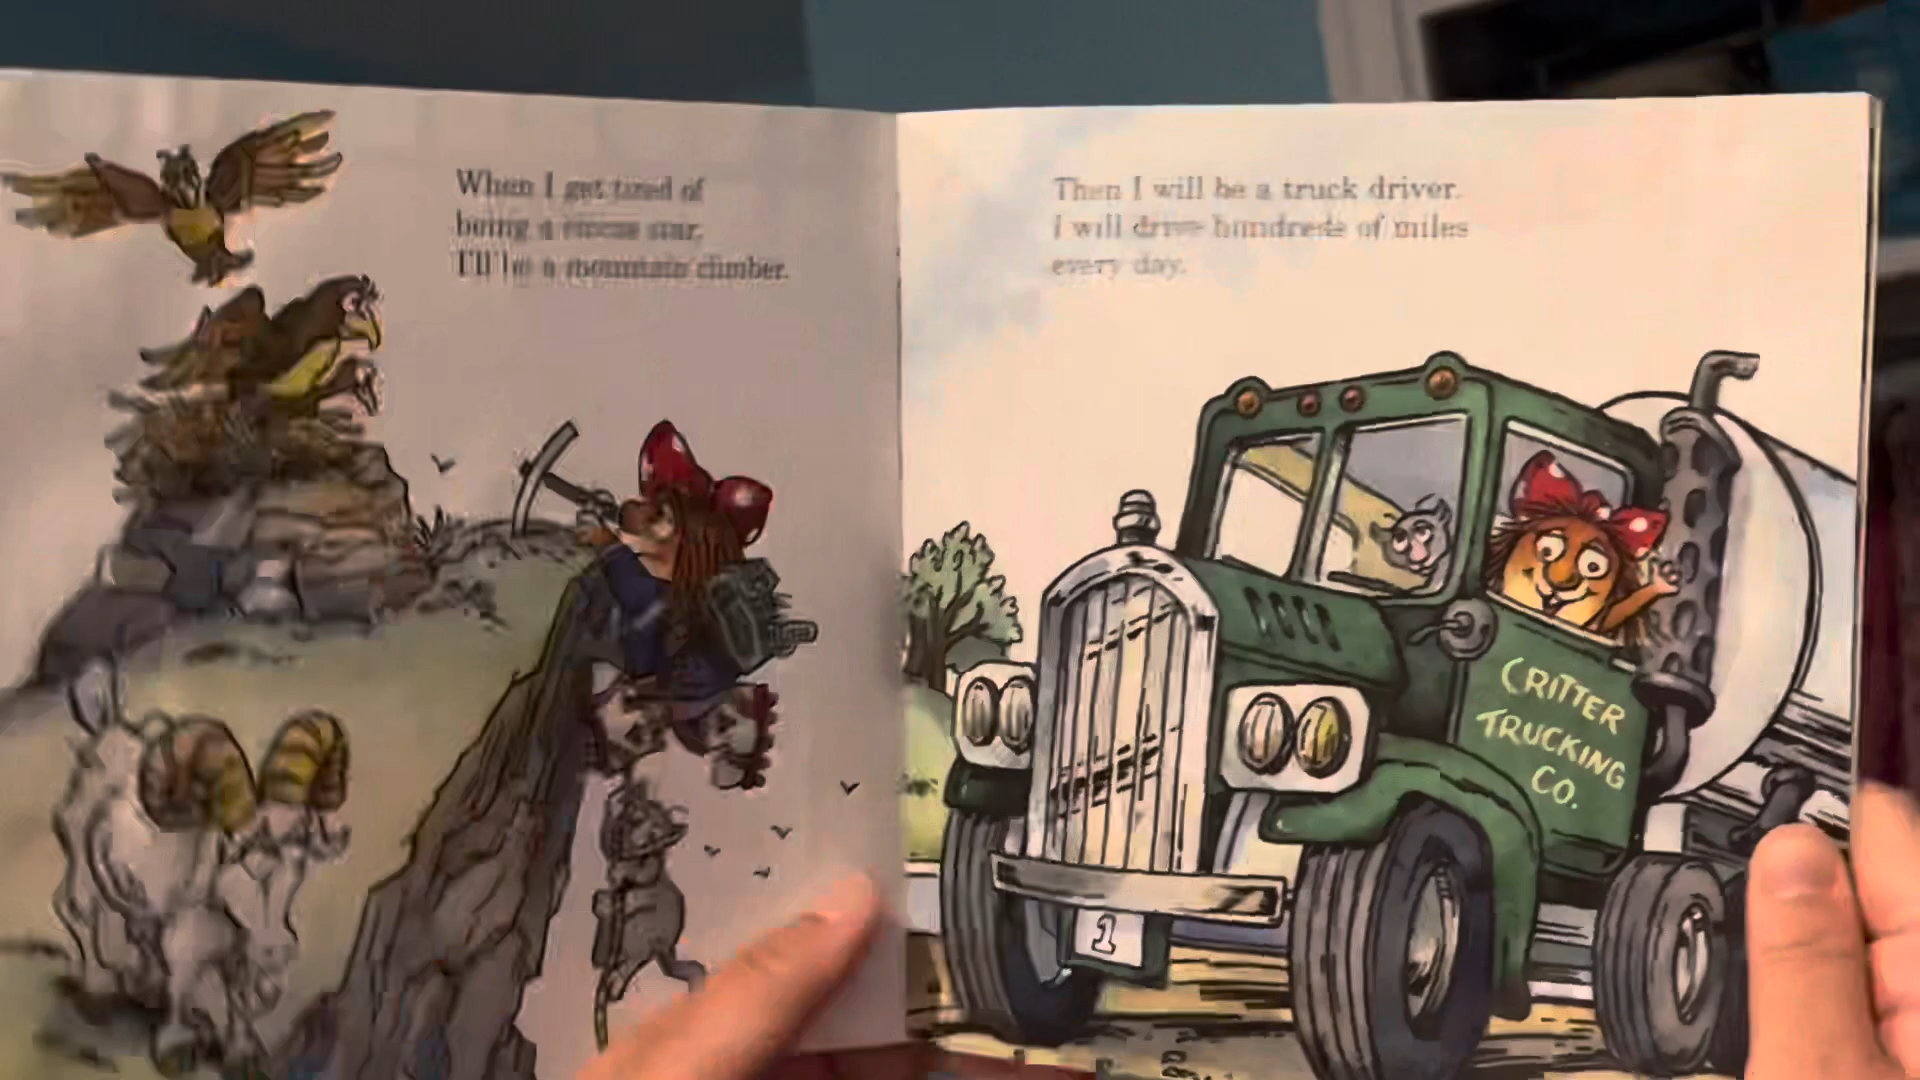 When I get tired of
being a circus star,
I'll be a mountain climber.
Then I will be a truck driver.
I will drive hundreds of miles
every day.
CRITTER
TRUCKING
CO.
1